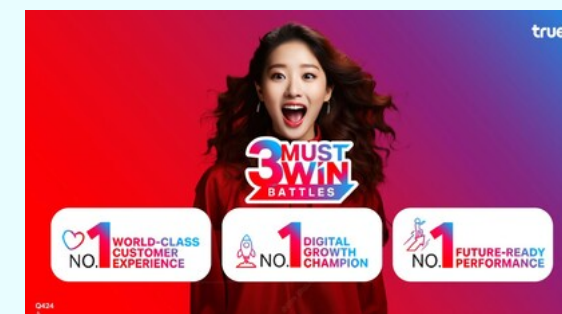 true
3 MUST
WIN
BATTLES
NO.1 WORLD-CLASS
CUSTOMER
EXPERIENCE
NO.1 DIGITAL
GROWTH
CHAMPION
NO.1 FUTURE-READY
PERFORMANCE
Q424